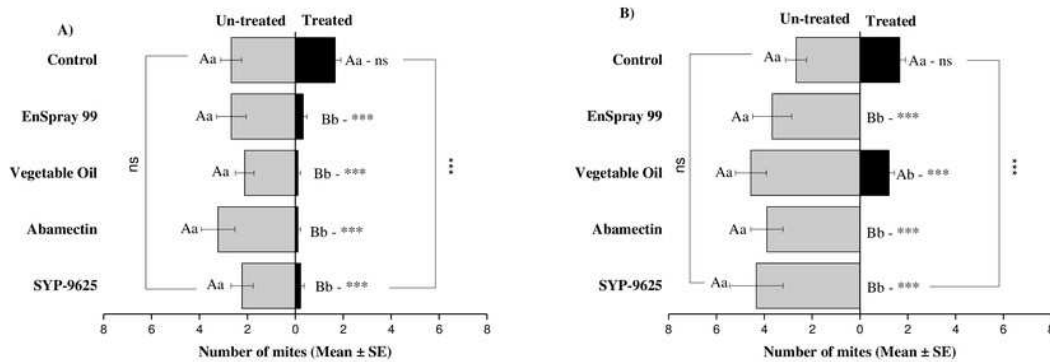 A)
Un-treated Treated
Control Aa Aa - ns
EnSpray 99 Aa Bb - ***
Vegetable Oil Aa Bb - ***
Abamectin Aa Bb - ***
SYP-9625 Aa Bb - ***
ns
***
8 6 4 2 0 2 4 6 8
Number of mites (Mean ± SE)
B)
Un-treated Treated
Control Aa Aa - ns
EnSpray 99 Aa Bb - ***
Vegetable Oil Aa Ab - ***
Abamectin Aa Bb - ***
SYP-9625 Aa Bb - ***
ns
***
8 6 4 2 0 2 4 6 8
Number of mites (Mean ± SE)